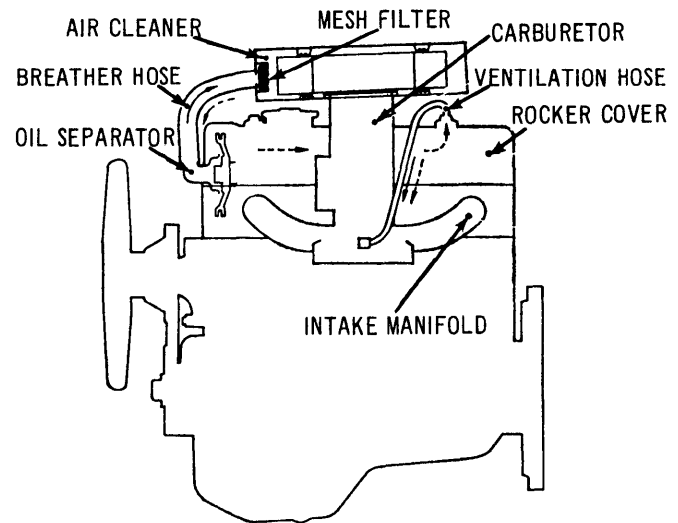 MESH FILTER
AIR CLEANER
CARBURETOR
BREATHER HOSE
VENTILATION HOSE
ROCKER COVER
OIL SEPARATOR
INTAKE MANIFOLD